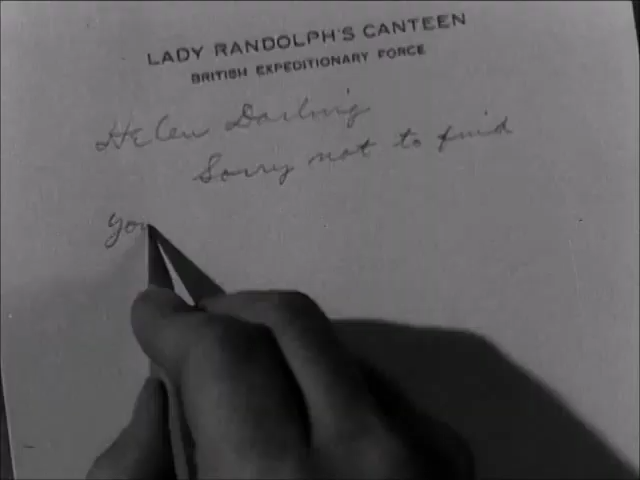 LADY RANDOLPH'S CANTEEN
BRITISH EXPEDITIONARY FORCE
Helen Darling
Sorry not to find
you